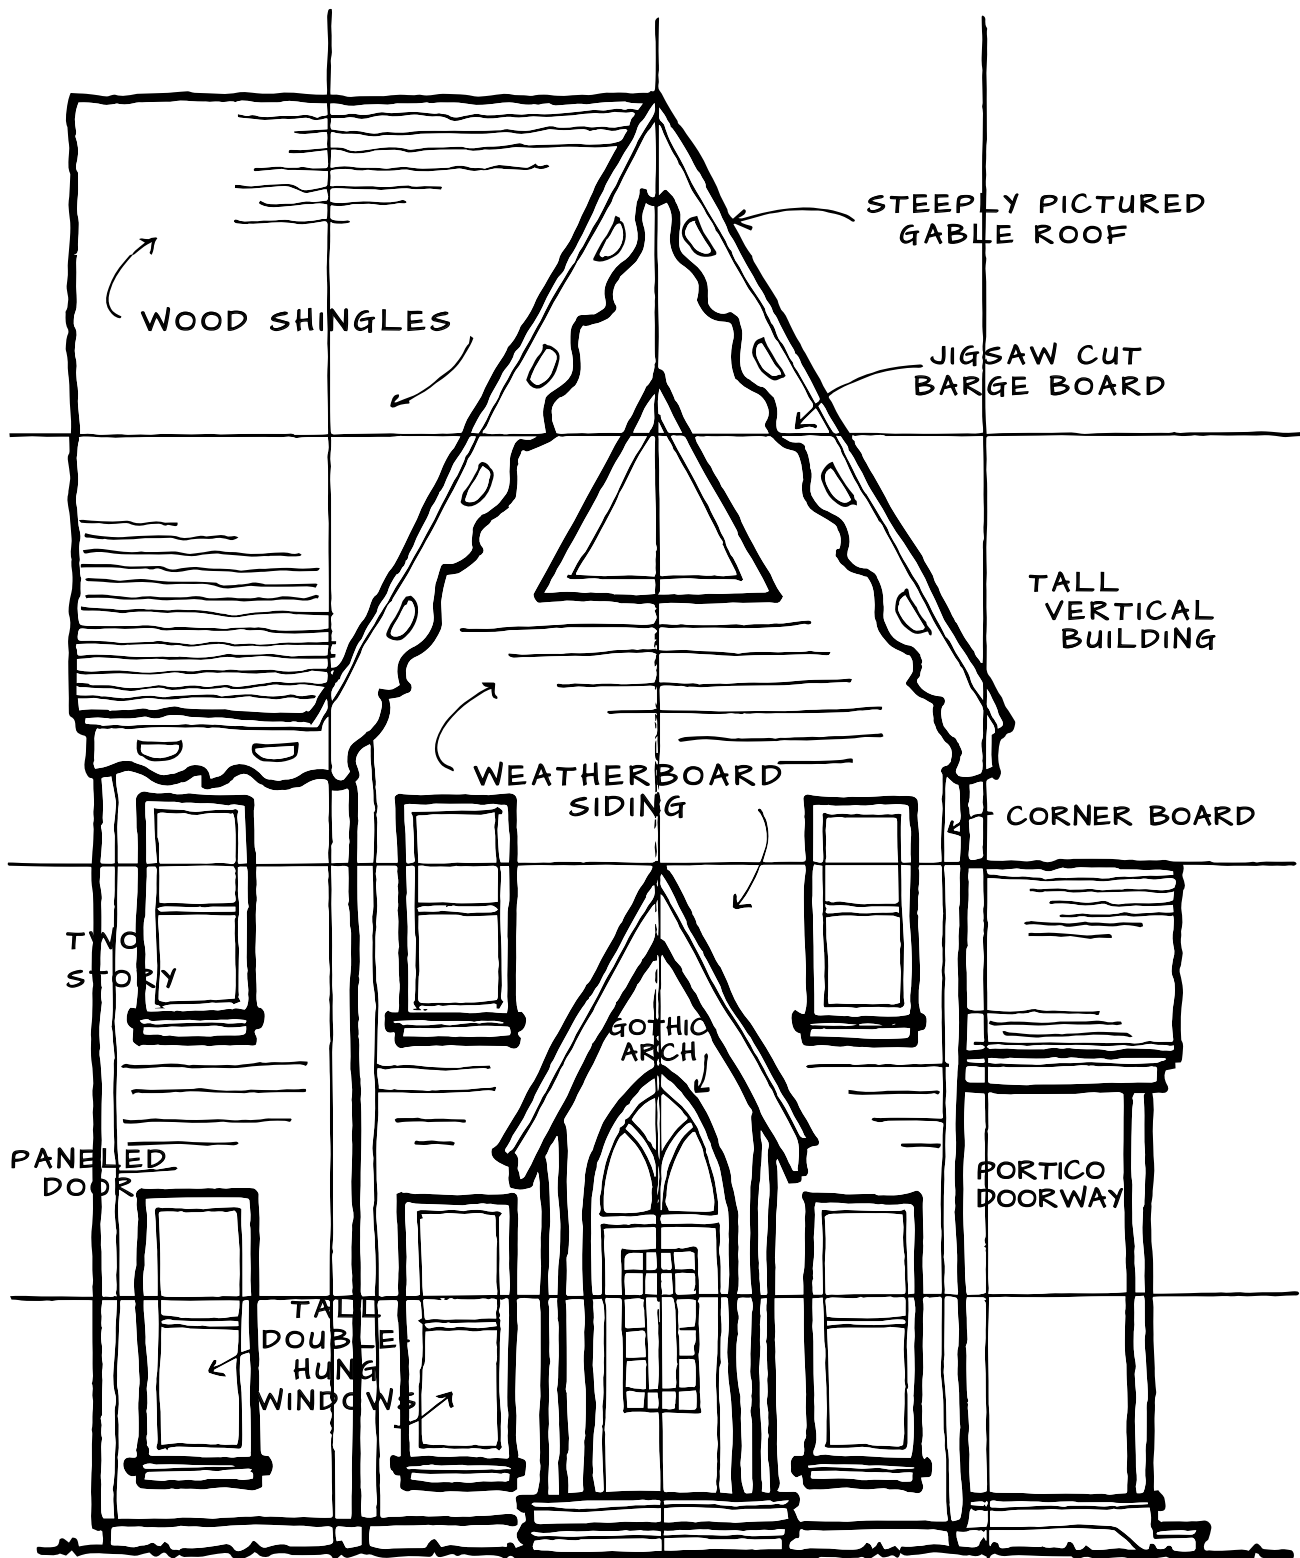 STEEPLY PICTURED
GABLE ROOF
WOOD SHINGLES
JIGSAW CUT
BARGE BOARD
TALL
VERTICAL
BUILDING
WEATHERBOARD
SIDING
CORNER BOARD
TWO
STORY
GOTHIC
ARCH
PANELED
DOOR
PORTICO
DOORWAY
TALL
DOUBLE-
HUNG
WINDOWS